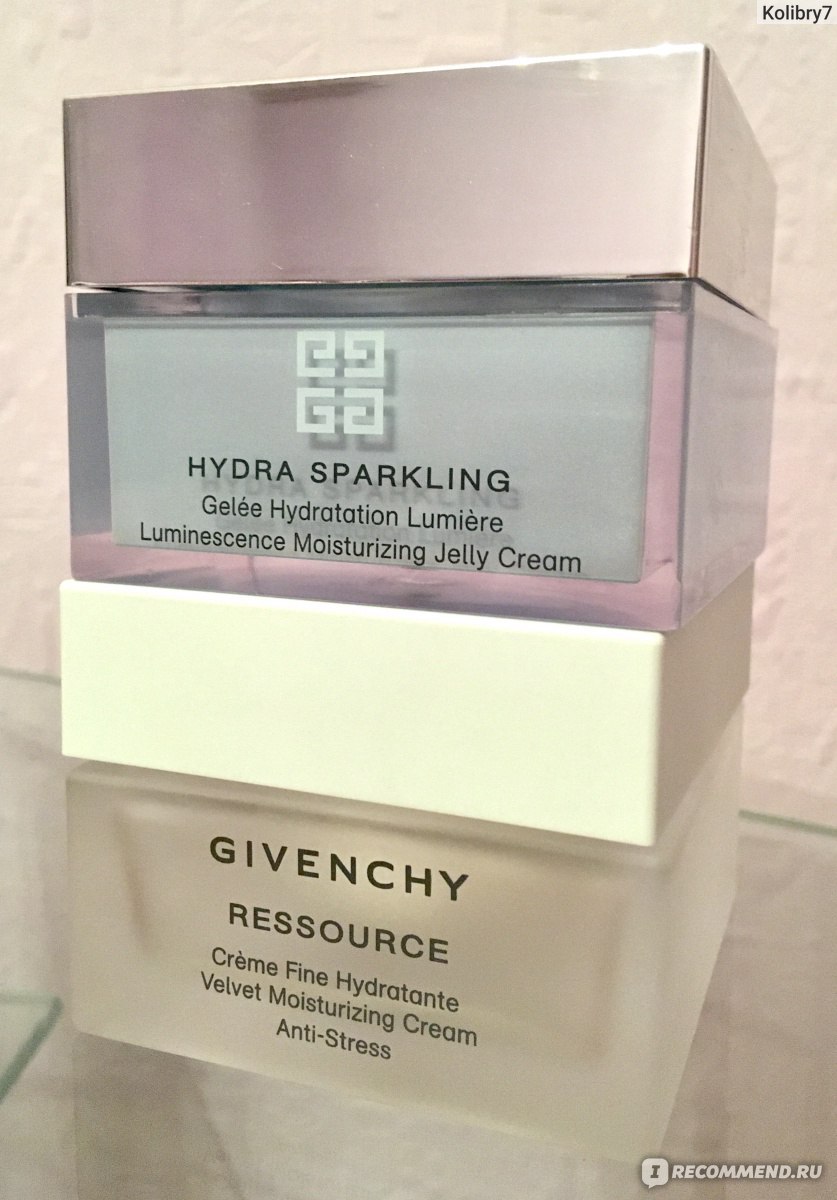 Kolibry7
HYDRA SPARKLING
Gelée Hydratation Lumière
Luminescence Moisturizing Jelly Cream
GIVENCHY
RESSOURCE
Crème Fine Hydratante
Velvet Moisturizing Cream
Anti-Stress
I RECOMMEND.RU